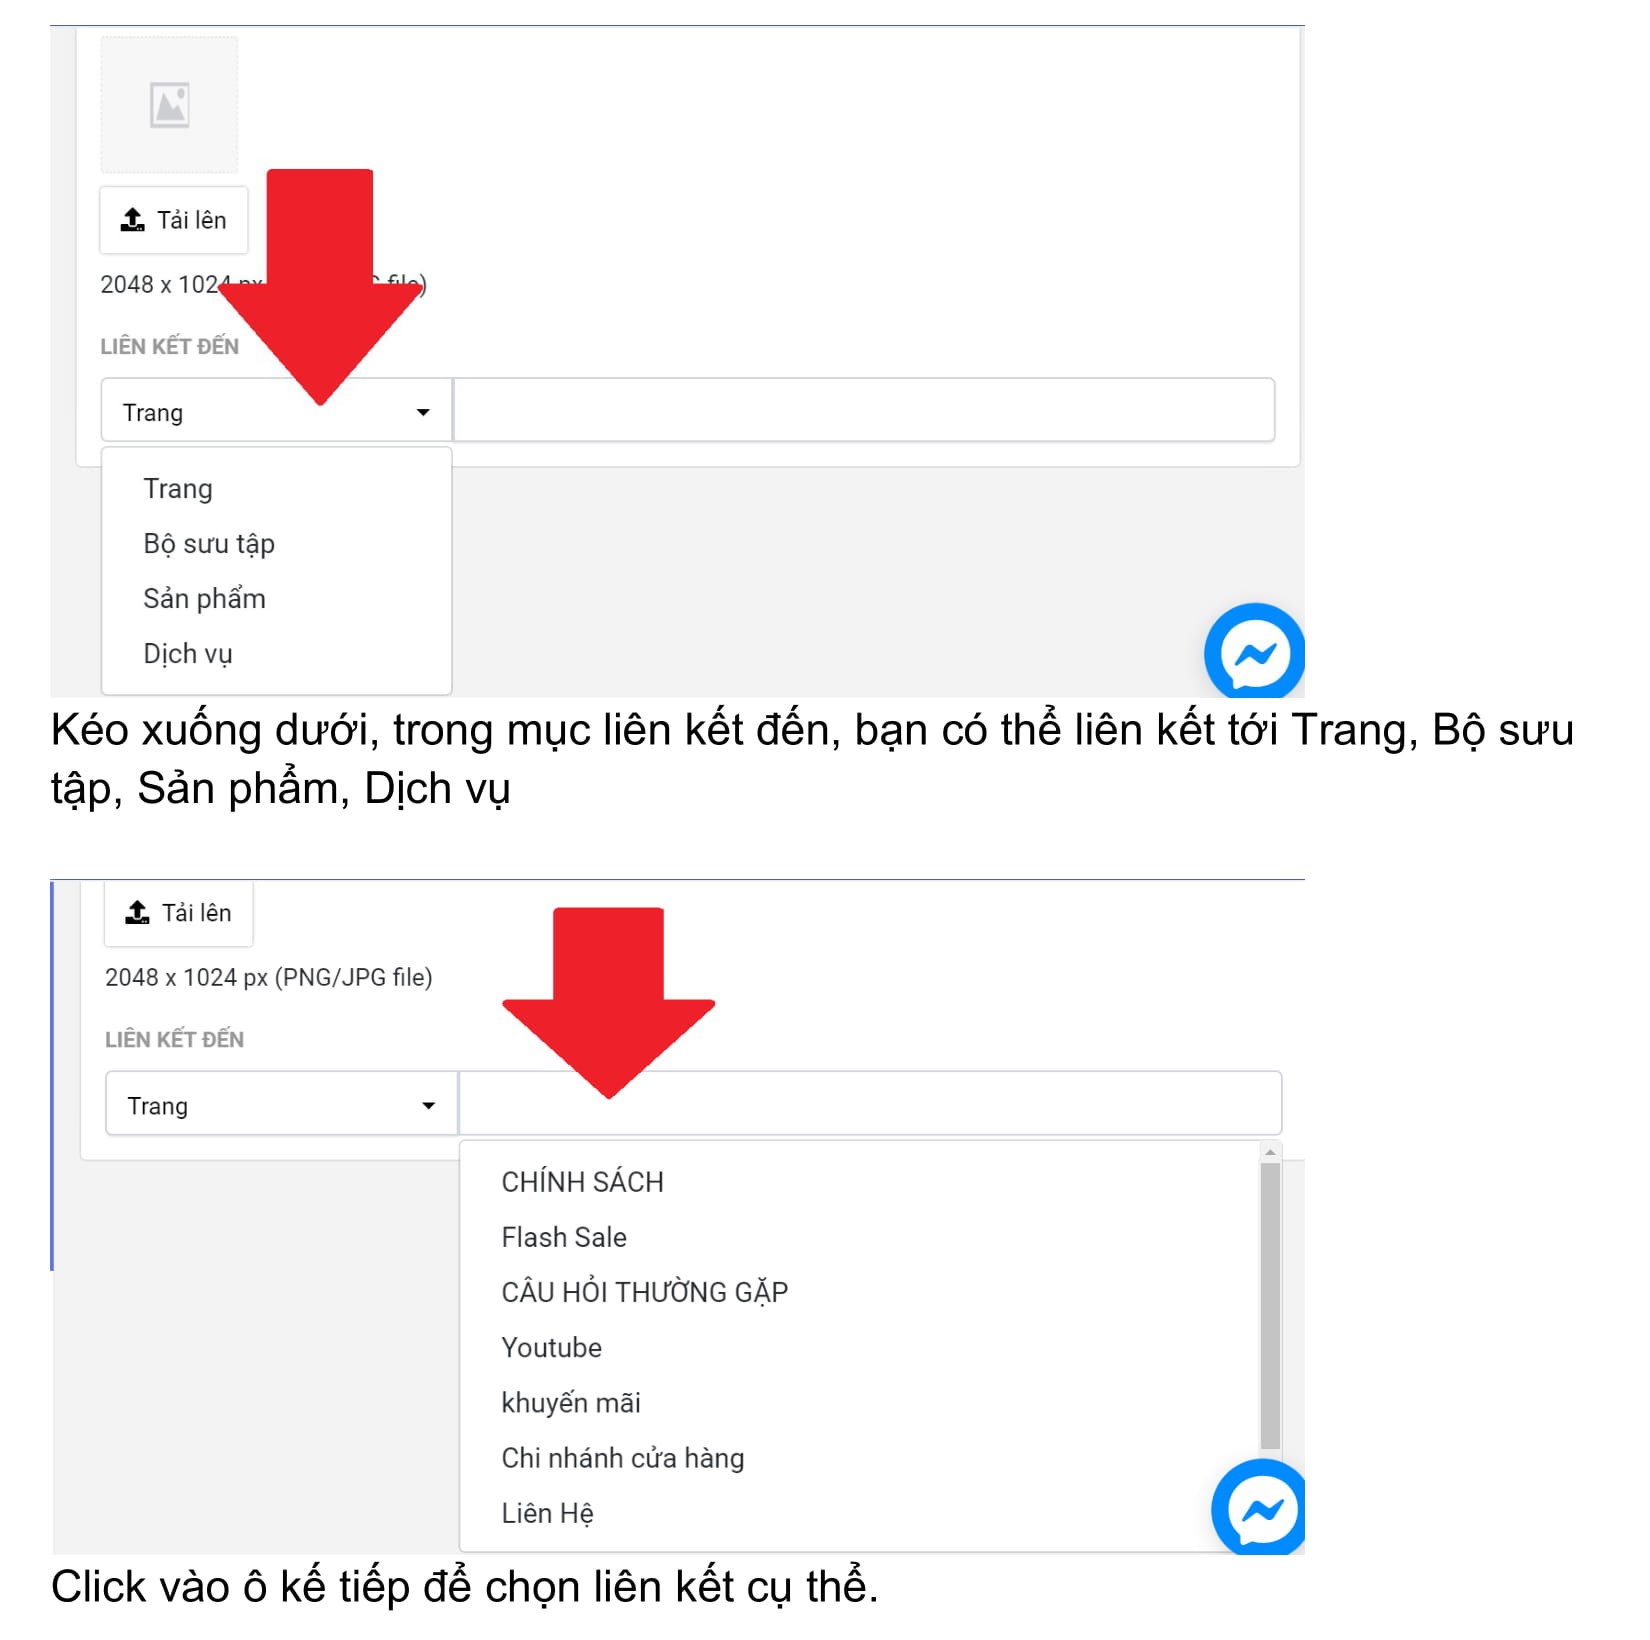 Tải lên
2048 x 1024 file)
LIÊN KẾT ĐẾN
Trang
Trang
Bộ sưu tập
Sản phẩm
Dịch vụ
Kéo xuống dưới, trong mục liên kết đến, bạn có thể liên kết tới Trang, Bộ sưu
tập, Sản phẩm, Dịch vụ
Tải lên
2048 x 1024 px (PNG/JPG file)
LIÊN KẾT ĐẾN
Trang
CHÍNH SÁCH
Flash Sale
CÂU HỎI THƯỜNG GẶP
Youtube
khuyến mãi
Chi nhánh cửa hàng
Liên Hệ
Click vào ô kế tiếp để chọn liên kết cụ thể.